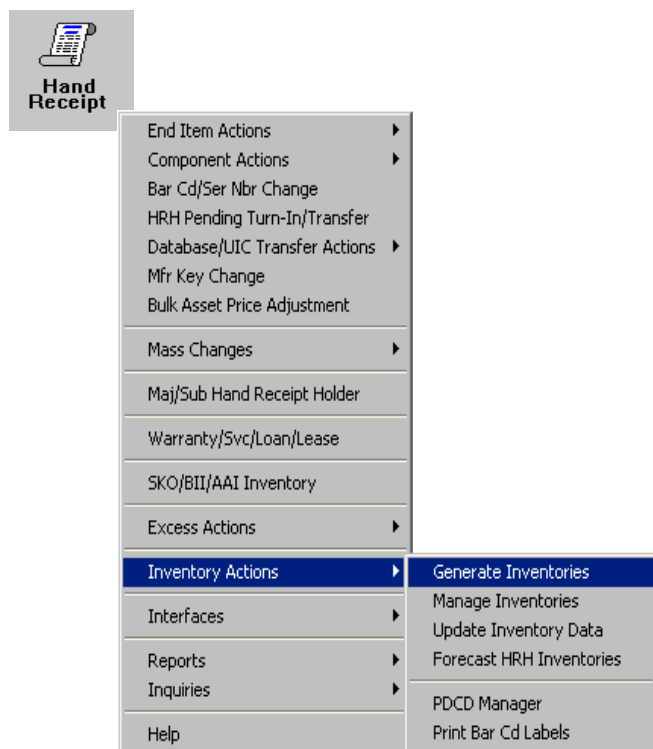 Hand
Receipt
End Item Actions
Component Actions
Bar Cd/Ser Nbr Change
HRH Pending Turn-In/Transfer
Database/UIC Transfer Actions
Mfr Key Change
Bulk Asset Price Adjustment
Mass Changes
Maj/Sub Hand Receipt Holder
Warranty/Svc/Loan/Lease
SKO/BII/AAI Inventory
Excess Actions
Inventory Actions
Interfaces
Reports
Inquiries
Help
Generate Inventories
Manage Inventories
Update Inventory Data
Forecast HRH Inventories
PDCD Manager
Print Bar Cd Labels